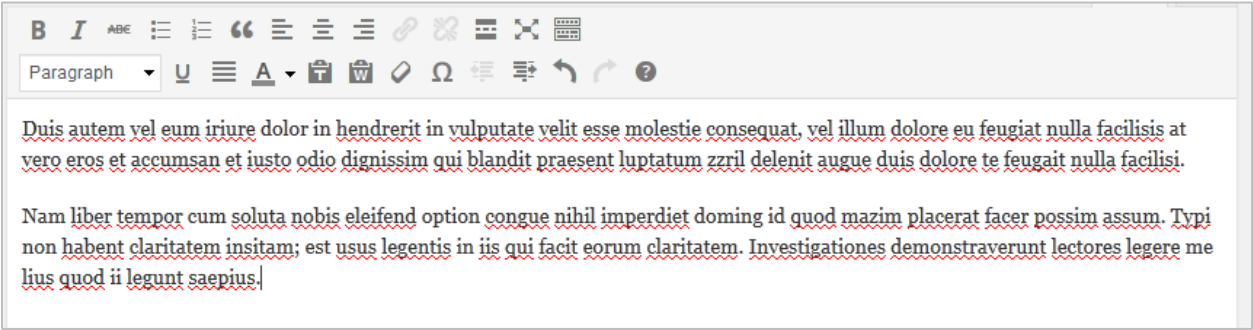 B I ABC
Paragraph U A T W Ω ?
Duis autem vel eum iriure dolor in hendrerit in vulputate velit esse molestie consequat, vel illum dolore eu feugiat nulla facilisis at
vero eros et accumsan et iusto odio dignissim qui blandit praesent luptatum zzril delenit augue duis dolore te feugait nulla facilisi.
Nam liber tempor cum soluta nobis eleifend option congue nihil imperdiet doming id quod mazim placerat facer possim assum. Typi
non habent claritatem insitam; est usus legentis in iis qui facit eorum claritatem. Investigationes demonstraverunt lectores legere me
lius quod ii legunt saepius.